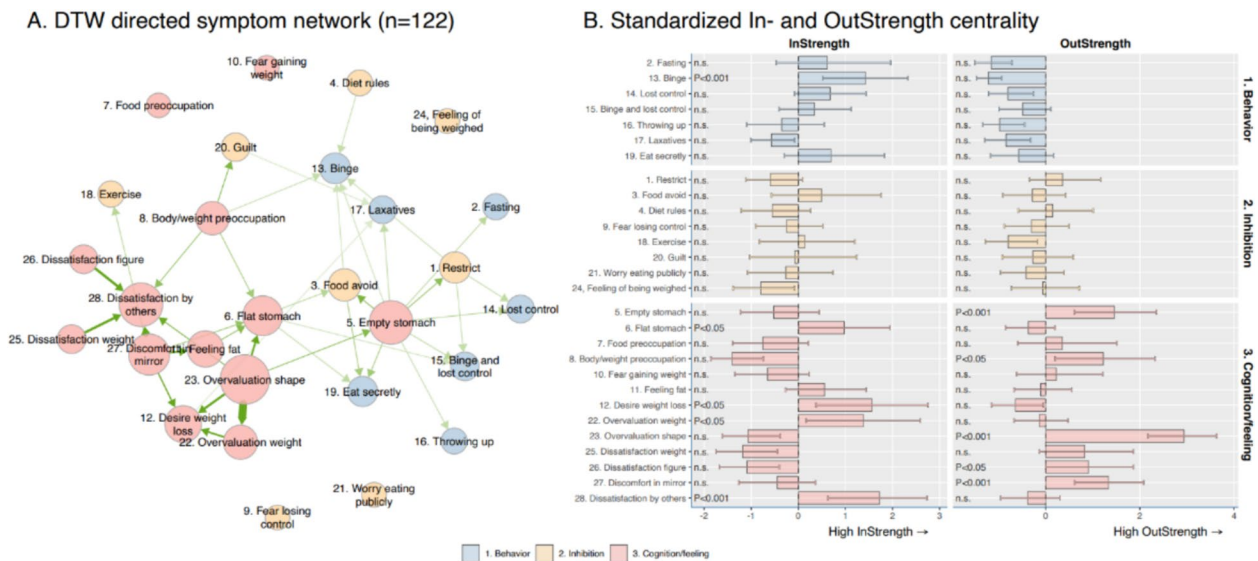 A. DTW directed symptom network (n=122)
10. Fear gaining
weight
4. Diet rules
7. Food preoccupation
24, Feeling of
being weighed
20. Guilt
13. Binge
18. Exercise
17. Laxatives
2. Fasting
8. Body/weight preoccupation
26. Dissatisfaction figure
1. Restrict
28. Dissatisfaction by
others
3. Food avoid
6. Flat stomach
5. Empty stomach
14. Lost control
25. Dissatisfaction weight
27. Discomfort in
mirror
Feeling fat
15. Binge and
lost control
23. Overvaluation shape
19. Eat secretly
12. Desire weight
loss
22. Overvaluation weight
16. Throwing up
21. Worry eating
publicly
9. Fear losing
control
B. Standardized In- and OutStrength centrality
InStrength
OutStrength
2. Fasting n.s. n.s.
13. Binge P<0.001 n.s.
14. Lost control n.s. n.s.
15. Binge and lost control n.s. n.s.
16. Throwing up n.s. n.s.
17. Laxatives n.s. n.s.
19. Eat secretly n.s. n.s.
1. Behavior
1. Restrict n.s. n.s.
3. Food avoid n.s. n.s.
4. Diet rules n.s. n.s.
9. Fear losing control n.s. n.s.
18. Exercise n.s. n.s.
20. Guilt n.s. n.s.
21. Worry eating publicly n.s. n.s.
24, Feeling of being weighed n.s. n.s.
2. Inhibition
5. Empty stomach n.s. P<0.001
6. Flat stomach P<0.05 n.s.
7. Food preoccupation n.s. n.s.
8. Body/weight preoccupation n.s. P<0.05
10. Fear gaining weight n.s. n.s.
11. Feeling fat n.s. n.s.
12. Desire weight loss P<0.05 n.s.
22. Overvaluation weight P<0.05 n.s.
23. Overvaluation shape n.s. P<0.001
25. Dissatisfaction weight n.s. n.s.
26. Dissatisfaction figure n.s. P<0.05
27. Discomfort in mirror n.s. P<0.001
28. Dissatisfaction by others P<0.001 n.s.
3. Cognition/feeling
-2 -1 0 1 2 3 0 2 4
High InStrength → High OutStrength →
1. Behavior 2. Inhibition 3. Cognition/feeling